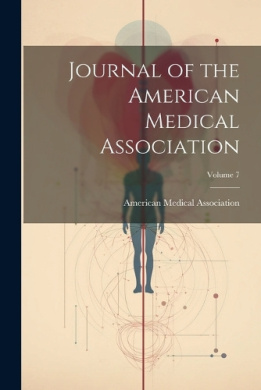 Journal of the
American
Medical
Association
Volume 7
American Medical Association